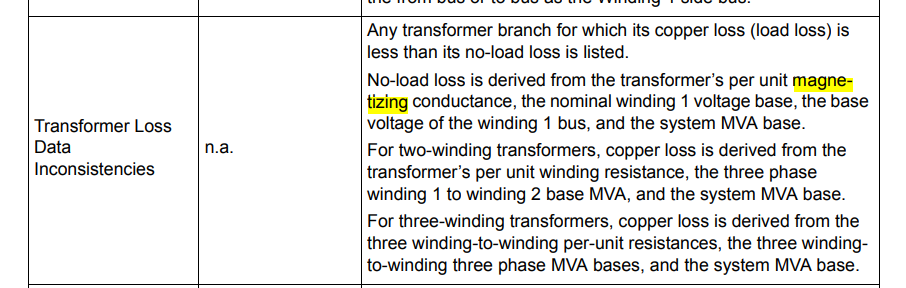 the from bus or to bus as the Winding 1 side bus.
Transformer Loss
Data
Inconsistencies
n.a.
Any transformer branch for which its copper loss (load loss) is
less than its no-load loss is listed.
No-load loss is derived from the transformer's per unit magne-
tizing conductance, the nominal winding 1 voltage base, the base
voltage of the winding 1 bus, and the system MVA base.
For two-winding transformers, copper loss is derived from the
transformer's per unit winding resistance, the three phase
winding 1 to winding 2 base MVA, and the system MVA base.
For three-winding transformers, copper loss is derived from the
three winding-to-winding per-unit resistances, the three winding-
to-winding three phase MVA bases, and the system MVA base.